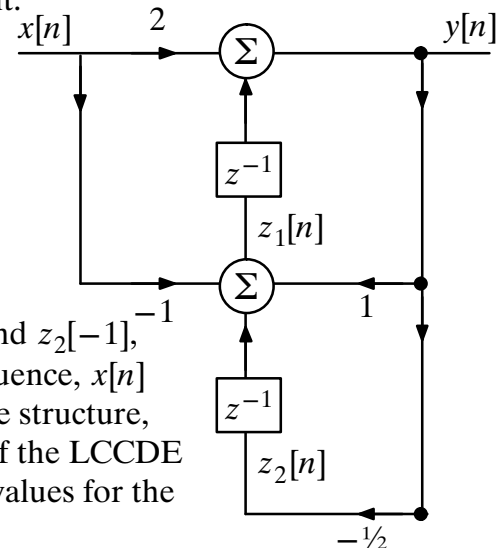 nt.
x[n] 2 Σ y[n]
z⁻¹
z₁[n]
Σ
−1 1
nd z₂[−1],
uence, x[n]
e structure,
z⁻¹
f the LCCDE
z₂[n]
values for the
−½